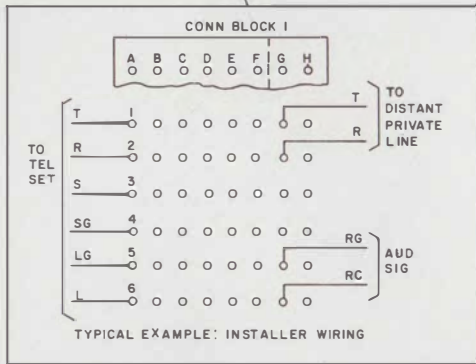 CONN BLOCK 1
A B C D E F G H
T 1 T
TO DISTANT PRIVATE LINE
R 2 R
TO TEL SET
S 3
SG 4
LG 5 RG
AUD SIG
L 6 RC
TYPICAL EXAMPLE: INSTALLER WIRING